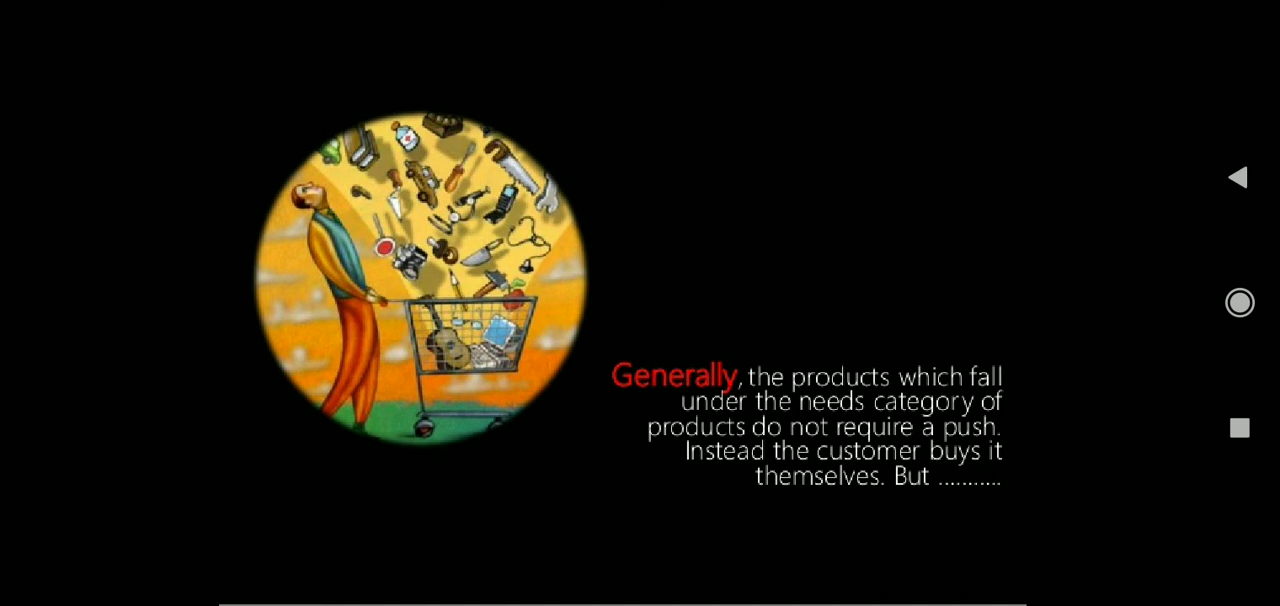 Generally, the products which fall
under the needs category of
products do not require a push.
Instead the customer buys it
themselves. But ...........